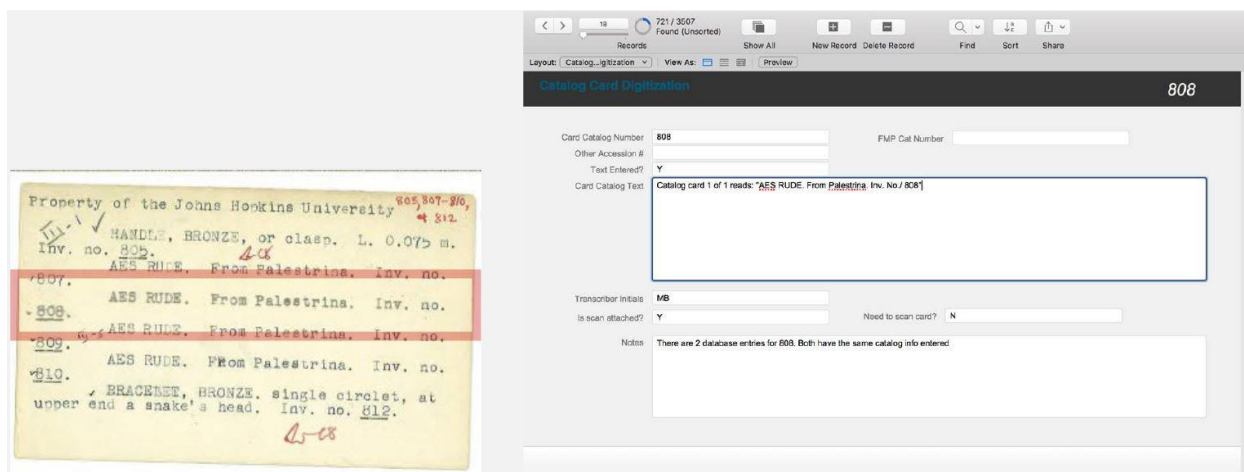 Property of the Johns Hopkins University 805,807-810,
& 812
III-1 ✓ HANDLE, BRONZE, or clasp. L. 0.075 m.
Inv. no. 805.
AES RUDE. From Palestrina. Inv. no.
807.
AES RUDE. From Palestrina. Inv. no.
808.
AES RUDE. From Palestrina. Inv. no.
809.
AES RUDE. From Palestrina. Inv. no.
810.
BRACELET, BRONZE, single circlet, at
upper end a snake's head. Inv. no. 812.
19
721 / 3507
Found (Unsorted)
Records
Show All
New Record Delete Record
Find
Sort
Share
Layout: Catalog...igitization View As: Preview
Catalog Card Digitization 808
Card Catalog Number 808
FMP Cat Number
Other Accession #
Text Entered? Y
Card Catalog Text Catalog card 1 of 1 reads: "AES RUDE. From Palestrina. Inv. No./ 808"
Transcriber Initials MB
Is scan attached? Y
Need to scan card? N
Notes There are 2 database entries for 808. Both have the same catalog info entered